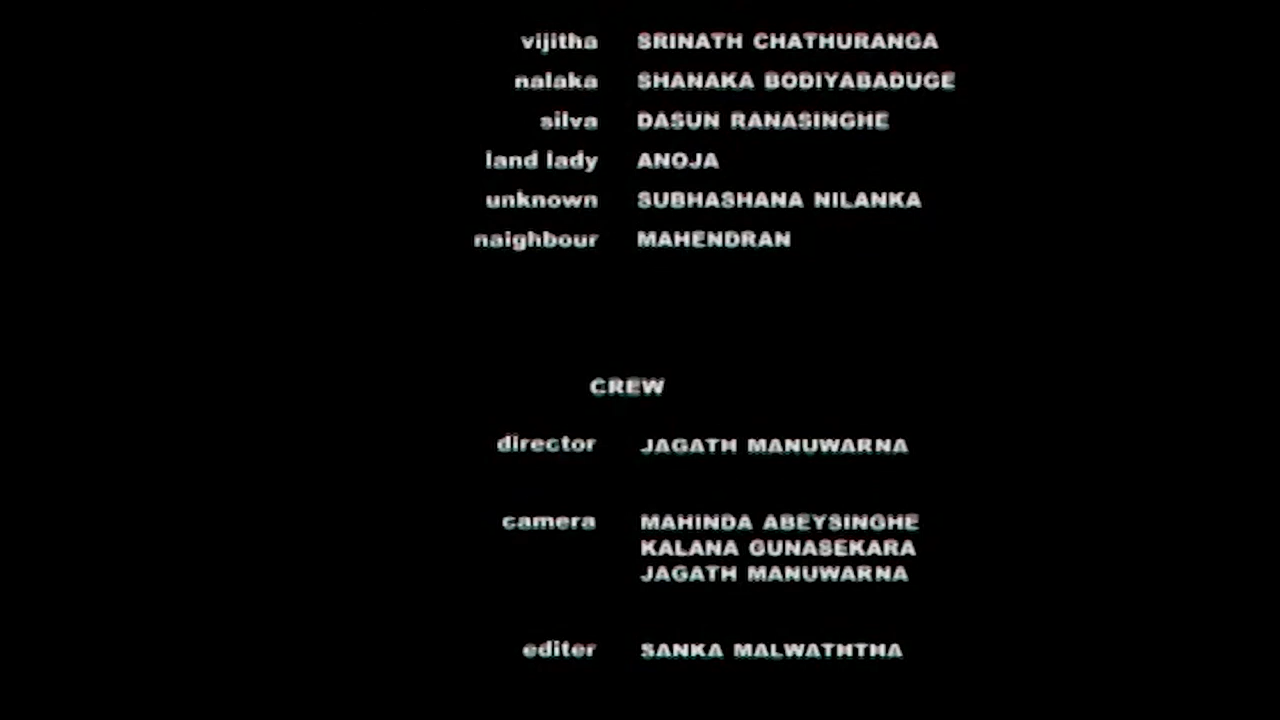 vijitha SRINATH CHATHURANGA
nalaka SHANAKA BODIYABADUGE
silva DASUN RANASINGHE
land lady ANOJA
unknown SUBHASHANA NILANKA
naighbour MAHENDRAN
CREW
director JAGATH MANUWARNA
camera MAHINDA ABEYSINGHE
KALANA GUNASEKARA
JAGATH MANUWARNA
editer SANKA MALWATHTHA